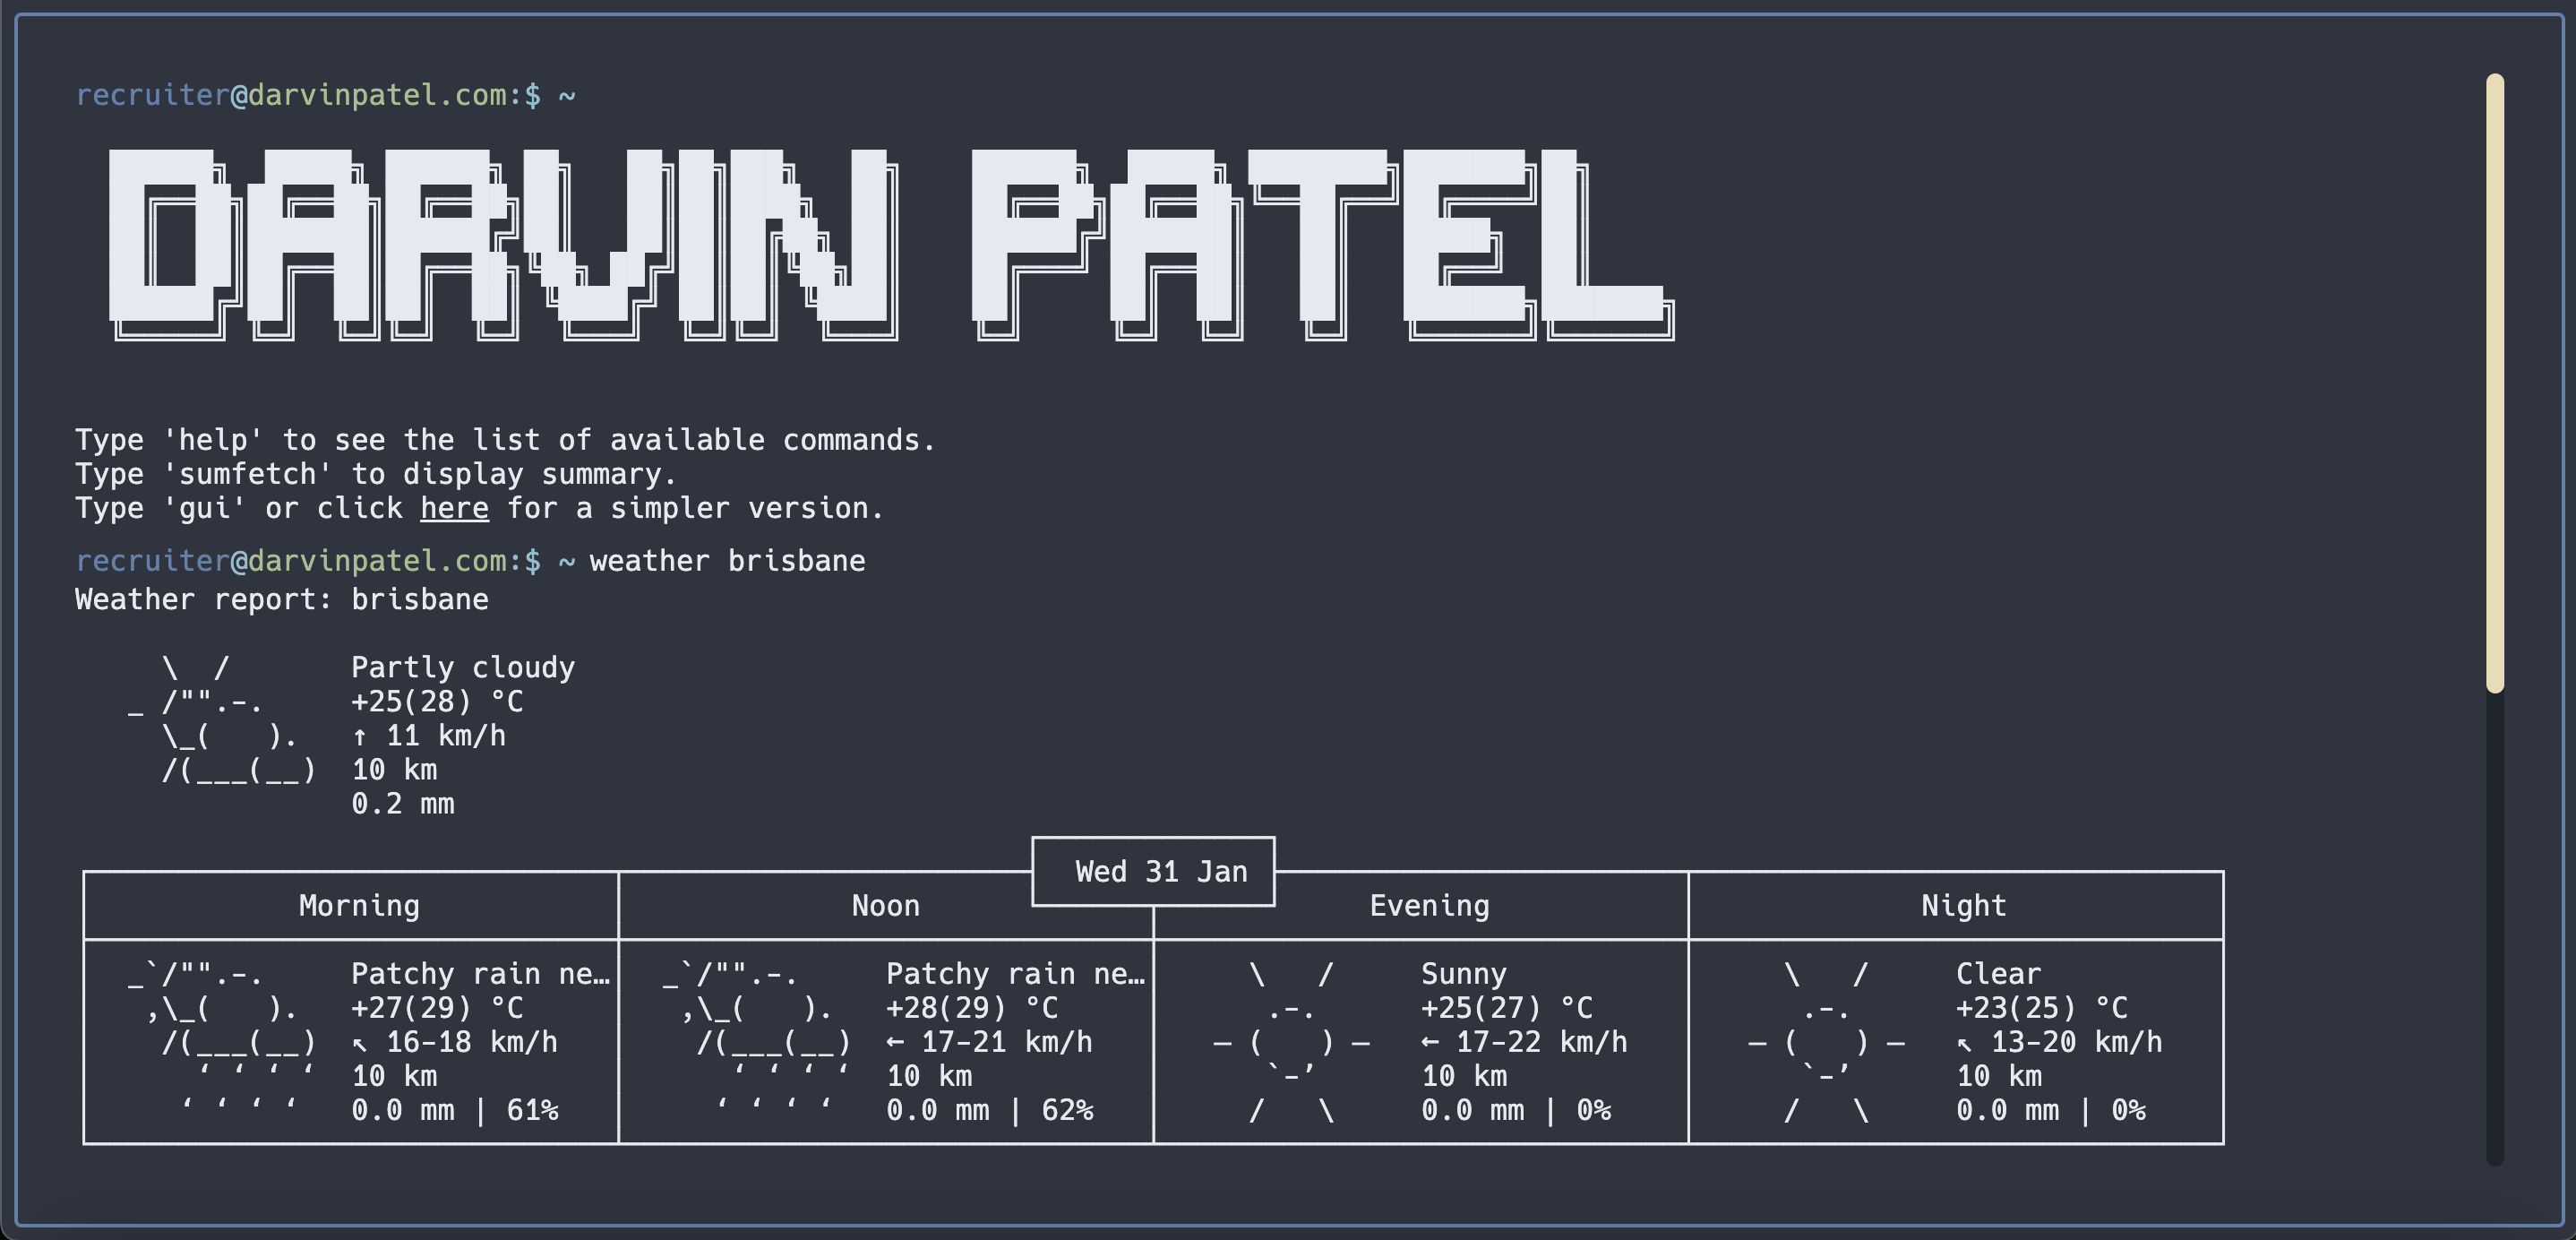 recruiter@darvinpatel.com:$ ~
DARVIN PATEL
Type 'help' to see the list of available commands.
Type 'sumfetch' to display summary.
Type 'gui' or click here for a simpler version.
recruiter@darvinpatel.com:$ ~ weather brisbane
Weather report: brisbane
Partly cloudy
+25(28) °C
↑ 11 km/h
10 km
0.2 mm
Wed 31 Jan
Morning Noon Evening Night
Patchy rain ne… Patchy rain ne… Sunny Clear
+27(29) °C +28(29) °C +25(27) °C +23(25) °C
↖ 16-18 km/h ← 17-21 km/h ← 17-22 km/h ↖ 13-20 km/h
10 km 10 km 10 km 10 km
0.0 mm | 61% 0.0 mm | 62% 0.0 mm | 0% 0.0 mm | 0%